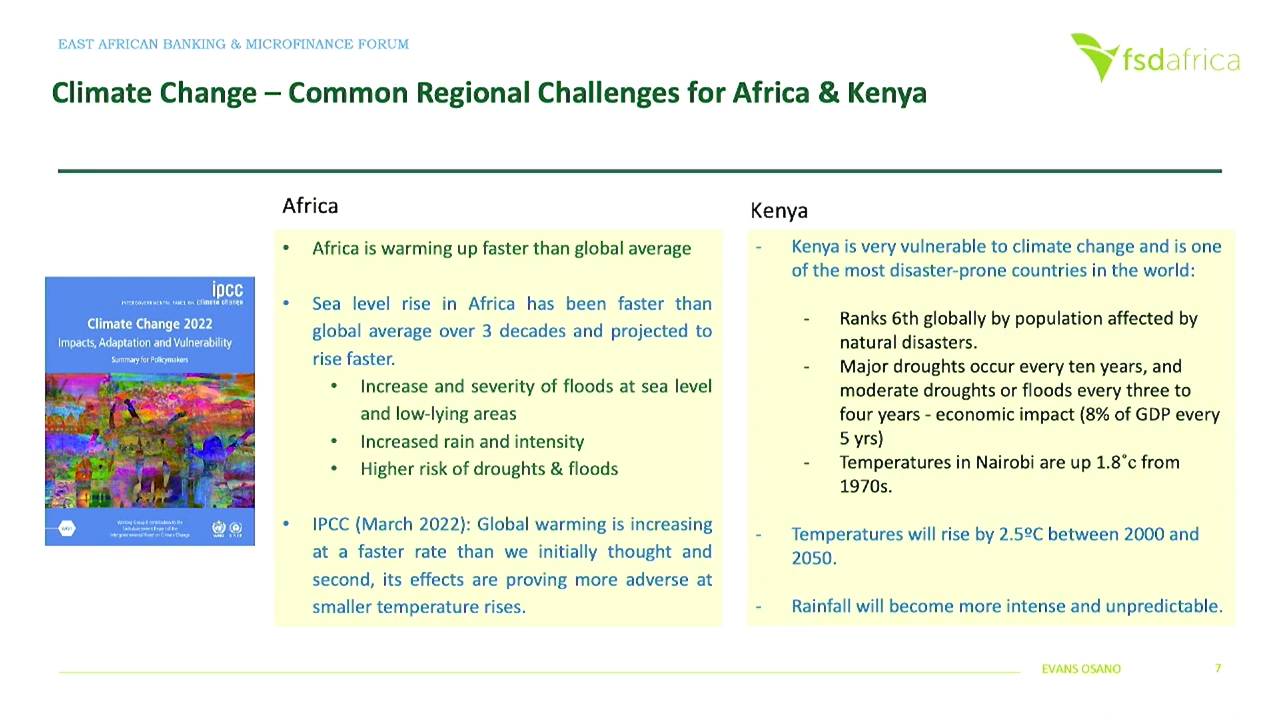 EAST AFRICAN BANKING & MICROFINANCE FORUM
fsdafrica
Climate Change – Common Regional Challenges for Africa & Kenya
Africa
• Africa is warming up faster than global average
• Sea level rise in Africa has been faster than
global average over 3 decades and projected to
rise faster.
• Increase and severity of floods at sea level
and low-lying areas
• Increased rain and intensity
• Higher risk of droughts & floods
• IPCC (March 2022): Global warming is increasing
at a faster rate than we initially thought and
second, its effects are proving more adverse at
smaller temperature rises.
Kenya
- Kenya is very vulnerable to climate change and is one
of the most disaster-prone countries in the world:
- Ranks 6th globally by population affected by
natural disasters.
- Major droughts occur every ten years, and
moderate droughts or floods every three to
four years - economic impact (8% of GDP every
5 yrs)
- Temperatures in Nairobi are up 1.8˚c from
1970s.
- Temperatures will rise by 2.5ºC between 2000 and
2050.
- Rainfall will become more intense and unpredictable.
ipcc
INTERGOVERNMENTAL PANEL ON climate change
Climate Change 2022
Impacts, Adaptation and Vulnerability
Summary for Policymakers
EVANS OSANO
7